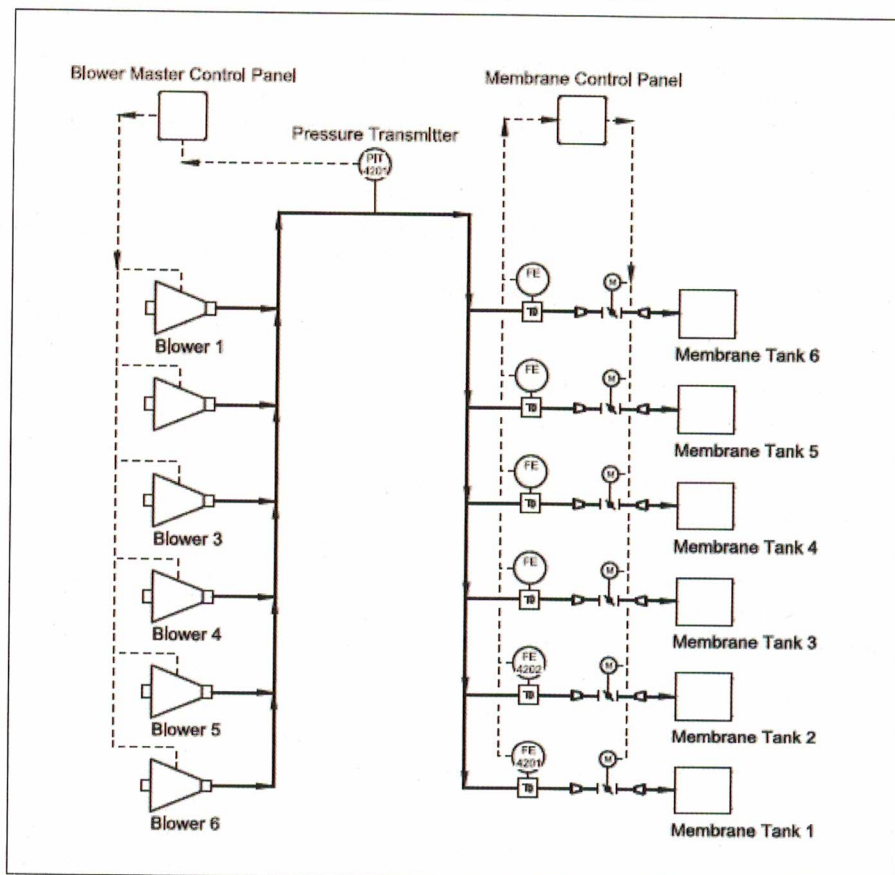 Blower Master Control Panel
Membrane Control Panel
Pressure Transmitter
PIT
4201
FE
M
Blower 1
Membrane Tank 6
FE
M
Membrane Tank 5
FE
M
Blower 3
Membrane Tank 4
FE
M
Blower 4
Membrane Tank 3
FE
4202
M
Blower 5
Membrane Tank 2
FE
4201
M
Blower 6
Membrane Tank 1